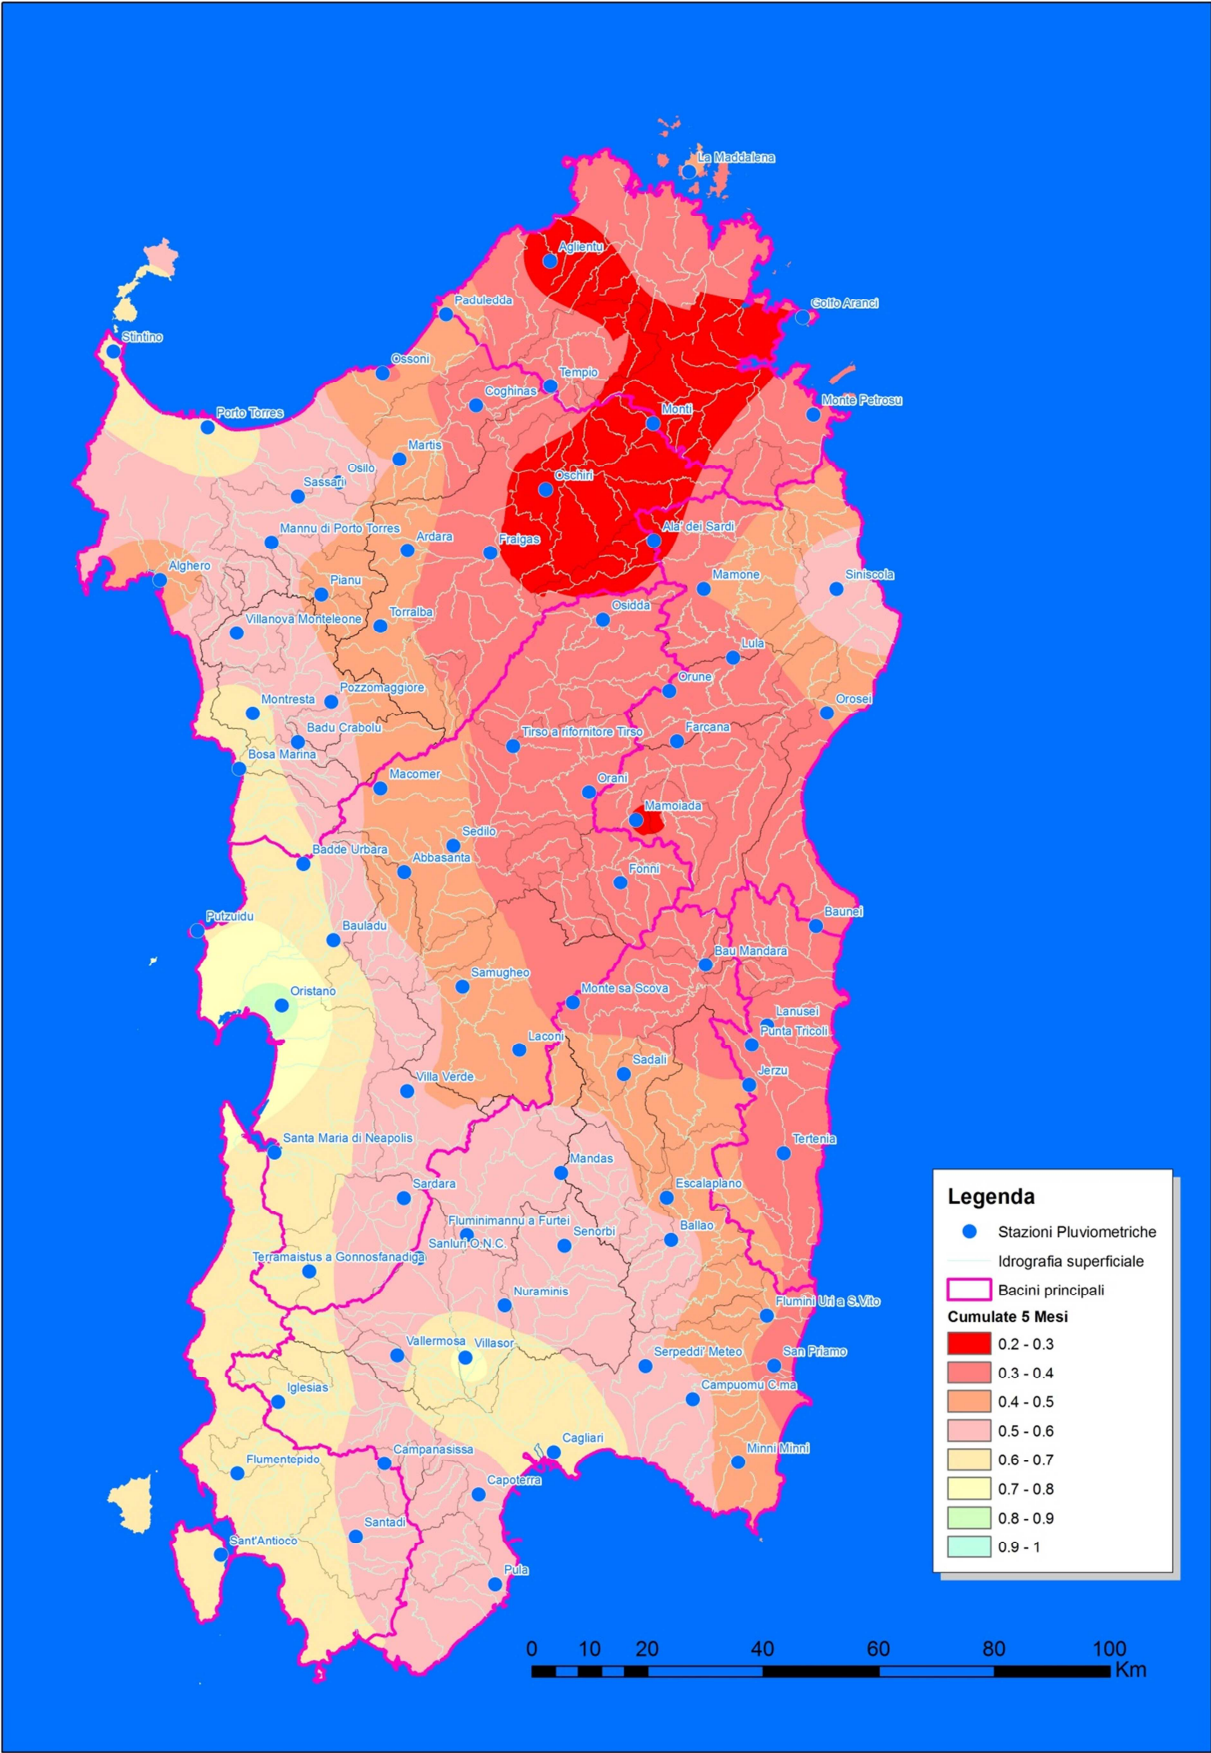 La Maddalena
Aglientu
Paduledda
Golfo Aranci
Stintino
Ossoni
Tempio
Coghinas
Monte Petrosu
Porto Torres
Monti
Martis
Osilo
Sassari
Oschiri
Mannu di Porto Torres
Ala' dei Sardi
Ardara
Fraigas
Alghero
Pianu
Mamone
Siniscola
Osidda
Villanova Monteleone
Torralba
Lula
Orune
Pozzomaggiore
Montresta
Orosei
Badu Crabolu
Tirso a rifornitore Tirso
Farcana
Bosa Marina
Macomer
Orani
Mamoiada
Sedilo
Badde Urbara
Abbasanta
Fonni
Putzuidu
Baunei
Bauladu
Bau Mandara
Samugheo
Oristano
Monte sa Scova
Lanusei
Punta Tricoli
Laconi
Sadali
Jerzu
Villa Verde
Santa Maria di Neapolis
Tertenia
Mandas
Sardara
Escalaplano
Fluminimannu a Furtei
Ballao
Senorbi
Sanluri O.N.C.
Terramaistus a Gonnosfanadiga
Nuraminis
Flumini Uri a S.Vito
Vallermosa
Villasor
Serpeddi' Meteo
San Priamo
Iglesias
Campuomu C.ma
Cagliari
Minni Minni
Campanasissa
Flumentepido
Capoterra
Santadi
Sant'Antioco
Pula
Legenda
Stazioni Pluviometriche
Idrografia superficiale
Bacini principali
Cumulate 5 Mesi
0.2 - 0.3
0.3 - 0.4
0.4 - 0.5
0.5 - 0.6
0.6 - 0.7
0.7 - 0.8
0.8 - 0.9
0.9 - 1
0 10 20 40 60 80 100
Km